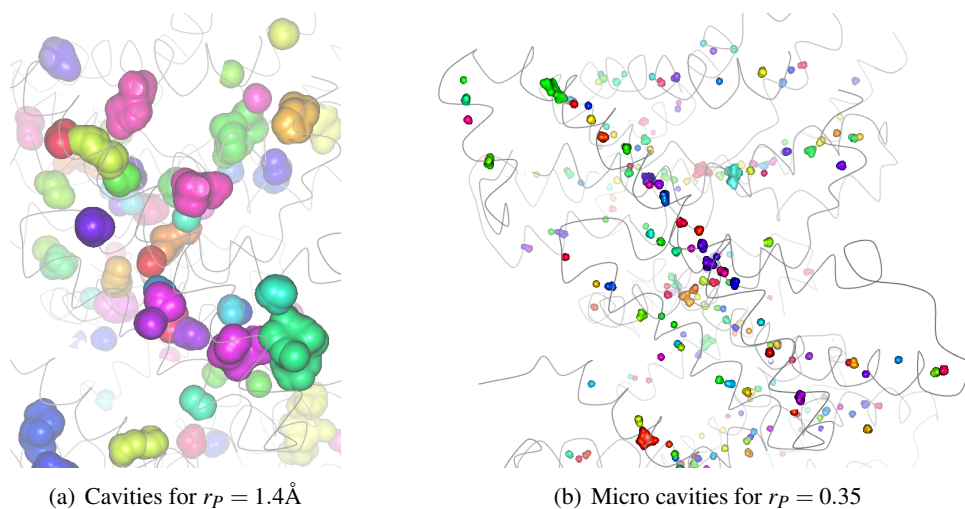 (a) Cavities for r_P = 1.4Å
(b) Micro cavities for r_P = 0.35